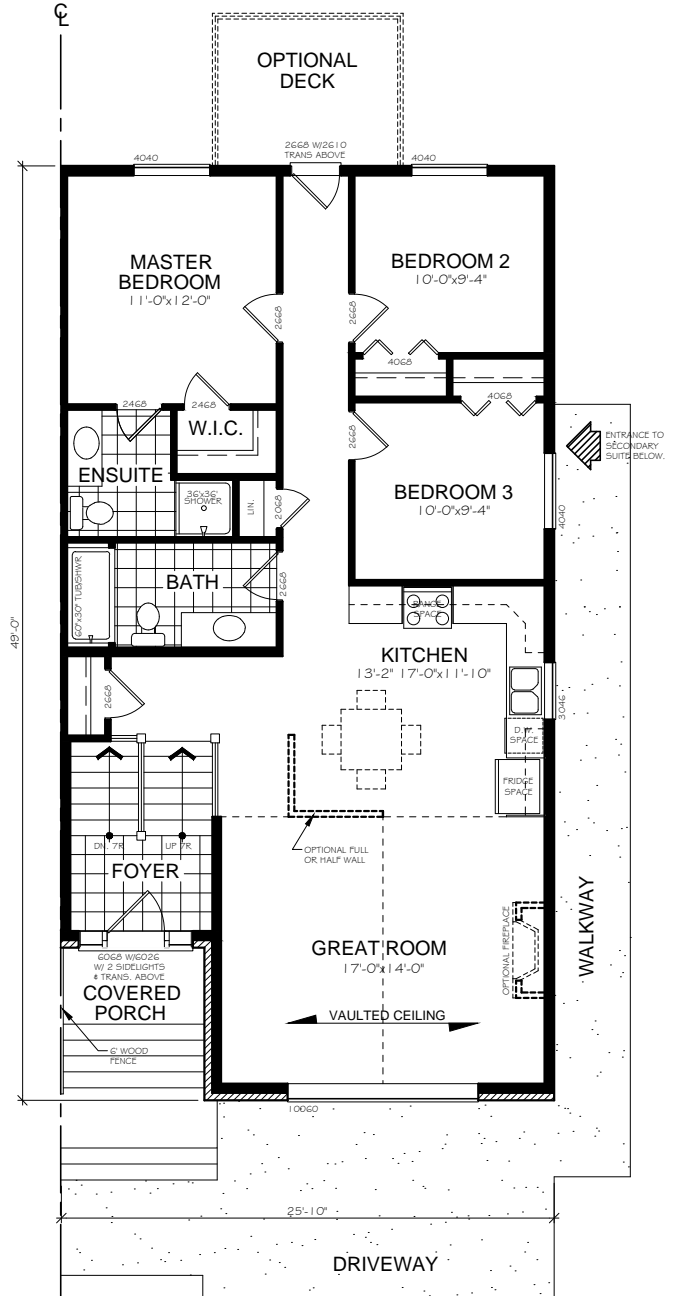 CL
OPTIONAL
DECK
2668 W/2610
TRANS ABOVE
4040
4040
MASTER
BEDROOM
11'-0"x12'-0"
BEDROOM 2
10'-0"x9'-4"
2668
2668
4068
4068
2468
2468
W.I.C.
2668
ENTRANCE TO
SECONDARY
SUITE BELOW.
ENSUITE
36"x36"
SHOWER
LIN.
2068
BEDROOM 3
10'-0"x9'-4"
4040
BATH
60"x30" TUB/SHWR
2668
RANGE
SPACE
49'-0"
KITCHEN
13'-2" 17'-0"x11'-10"
2668
3046
D.W.
SPACE
FRIDGE
SPACE
DN. 7R
UP 7R
OPTIONAL FULL
OR HALF WALL
FOYER
WALKWAY
OPTIONAL FIREPLACE
GREAT ROOM
17'-0"x14'-0"
6068 W/6026
W/ 2 SIDELIGHTS
& TRANS. ABOVE
COVERED
PORCH
VAULTED CEILING
6' WOOD
FENCE
10060
25'-10"
DRIVEWAY